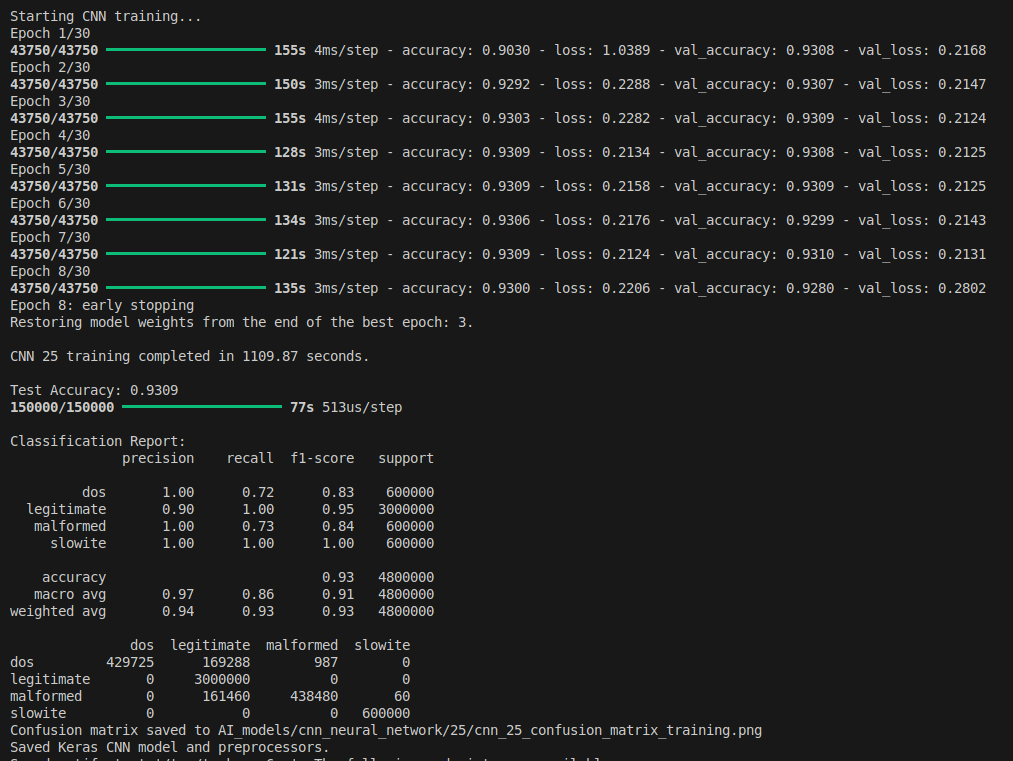 Starting CNN training...
Epoch 1/30
43750/43750 155s 4ms/step - accuracy: 0.9030 - loss: 1.0389 - val_accuracy: 0.9308 - val_loss: 0.2168
Epoch 2/30
43750/43750 150s 3ms/step - accuracy: 0.9292 - loss: 0.2288 - val_accuracy: 0.9307 - val_loss: 0.2147
Epoch 3/30
43750/43750 155s 4ms/step - accuracy: 0.9303 - loss: 0.2282 - val_accuracy: 0.9309 - val_loss: 0.2124
Epoch 4/30
43750/43750 128s 3ms/step - accuracy: 0.9309 - loss: 0.2134 - val_accuracy: 0.9308 - val_loss: 0.2125
Epoch 5/30
43750/43750 131s 3ms/step - accuracy: 0.9309 - loss: 0.2158 - val_accuracy: 0.9309 - val_loss: 0.2125
Epoch 6/30
43750/43750 134s 3ms/step - accuracy: 0.9306 - loss: 0.2176 - val_accuracy: 0.9299 - val_loss: 0.2143
Epoch 7/30
43750/43750 121s 3ms/step - accuracy: 0.9309 - loss: 0.2124 - val_accuracy: 0.9310 - val_loss: 0.2131
Epoch 8/30
43750/43750 135s 3ms/step - accuracy: 0.9300 - loss: 0.2206 - val_accuracy: 0.9280 - val_loss: 0.2802
Epoch 8: early stopping
Restoring model weights from the end of the best epoch: 3.
CNN 25 training completed in 1109.87 seconds.
Test Accuracy: 0.9309
150000/150000 77s 513us/step
Classification Report:
precision recall f1-score support
dos 1.00 0.72 0.83 600000
legitimate 0.90 1.00 0.95 3000000
malformed 1.00 0.73 0.84 600000
slowite 1.00 1.00 1.00 600000
accuracy 0.93 4800000
macro avg 0.97 0.86 0.91 4800000
weighted avg 0.94 0.93 0.93 4800000
dos legitimate malformed slowite
dos 429725 169288 987 0
legitimate 0 3000000 0 0
malformed 0 161460 438480 60
slowite 0 0 0 600000
Confusion matrix saved to AI_models/cnn_neural_network/25/cnn_25_confusion_matrix_training.png
Saved Keras CNN model and preprocessors.